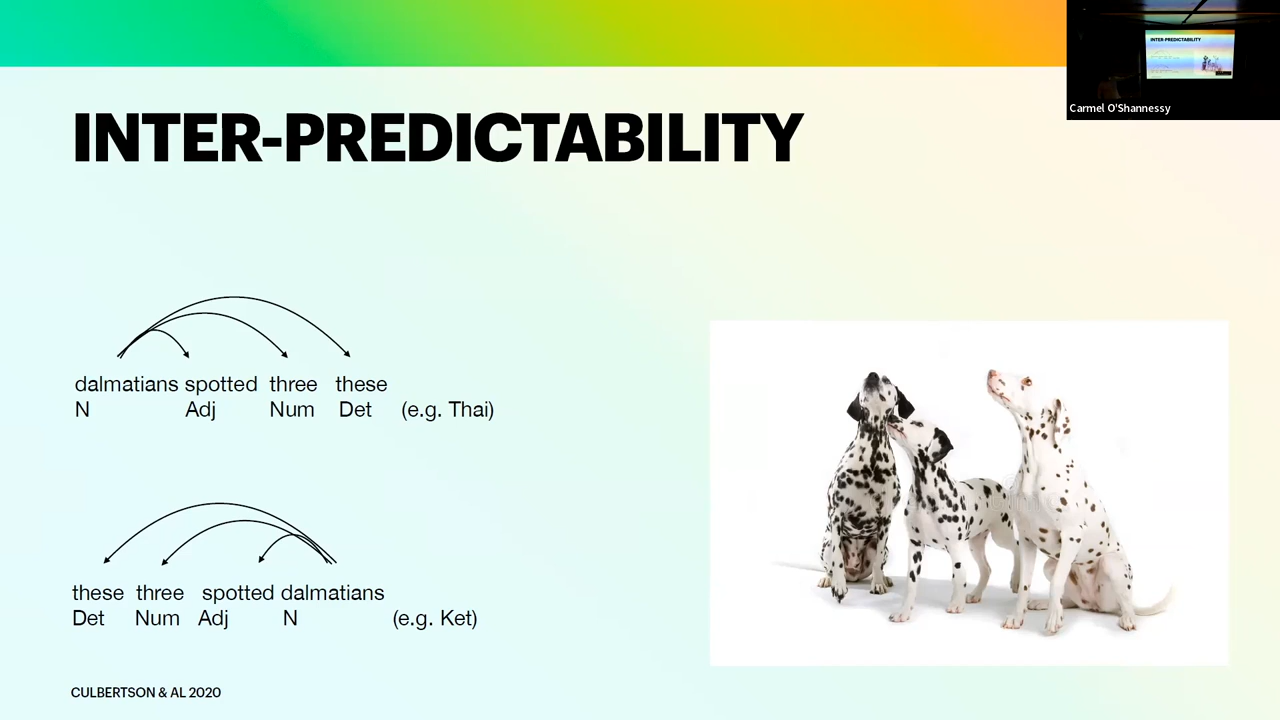 INTER-PREDICTABILITY
Carmel O'Shannessy
INTER-PREDICTABILITY
dalmatians spotted three these
N Adj Num Det (e.g. Thai)
these three spotted dalmatians
Det Num Adj N (e.g. Ket)
CULBERTSON & AL 2020